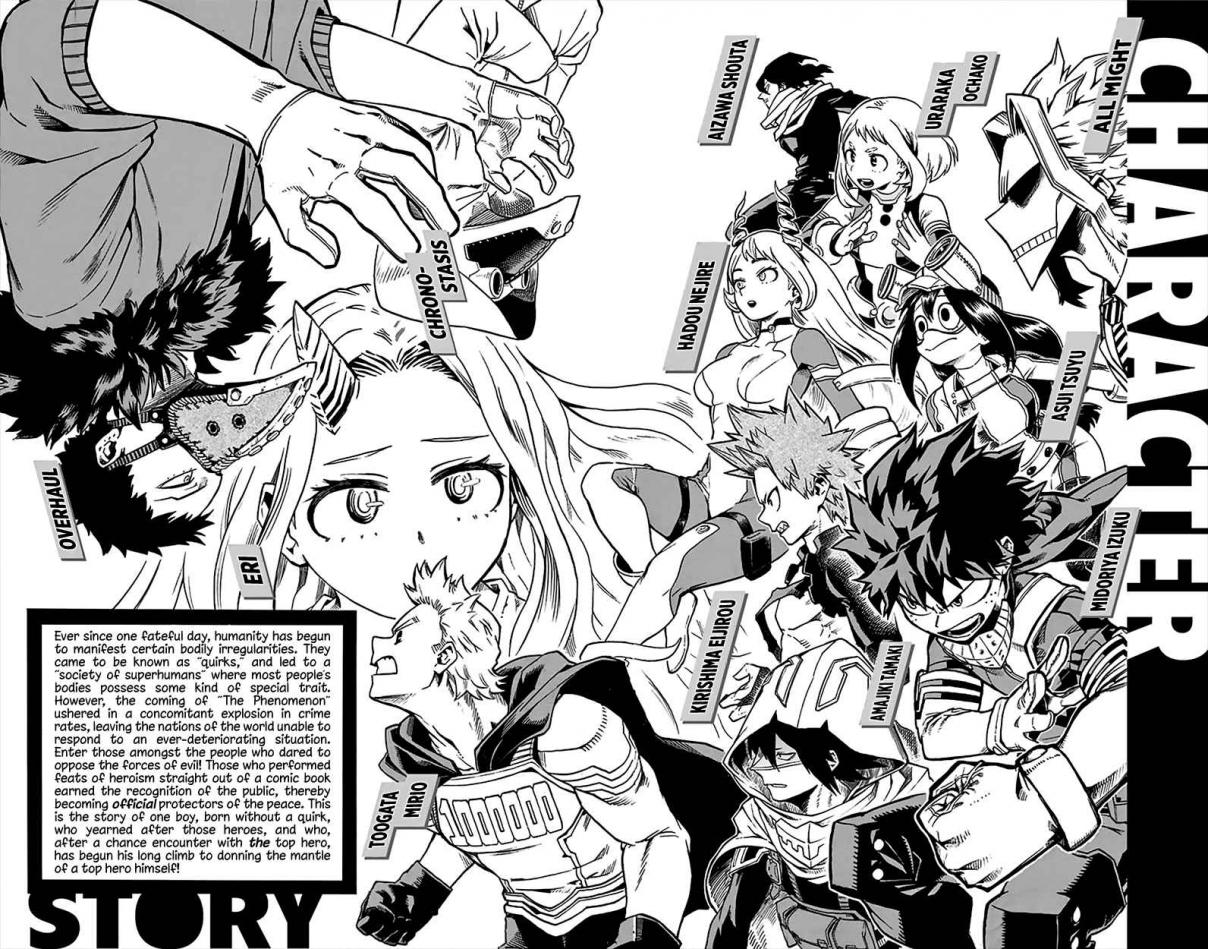 CHARACTER
ALL MIGHT
URARAKA
OCHAKO
AIZAWA SHOUTA
HADOU NEJIRE
ASUI TSUYU
MIDORIYA IZUKU
KIRISHIMA EIJIROU
AMAJIKI TAMAKI
CHRONO-
STASIS
OVERHAUL
ERI
TOOGATA
MIRIO
1000000
Ever since one fateful day, humanity has begun
to manifest certain bodily irregularities. They
came to be known as "quirks," and led to a
"society of superhumans" where most people's
bodies possess some kind of special trait.
However, the coming of "The Phenomenon"
ushered in a concomitant explosion in crime
rates, leaving the nations of the world unable to
respond to an ever-deteriorating situation.
Enter those amongst the people who dared to
oppose the forces of evil! Those who performed
feats of heroism straight out of a comic book
earned the recognition of the public, thereby
becoming official protectors of the peace. This
is the story of one boy, born without a quirk,
who yearned after those heroes, and who,
after a chance encounter with the top hero,
has begun his long climb to donning the mantle
of a top hero himself!
STORY